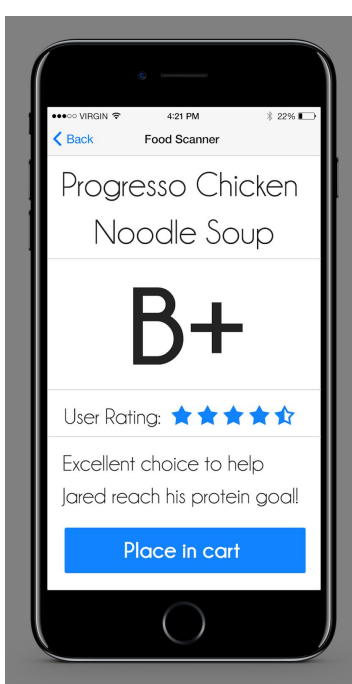 VIRGIN 4:21 PM 22%
Back Food Scanner
Progresso Chicken
Noodle Soup
B+
User Rating:
Excellent choice to help
Jared reach his protein goal!
Place in cart